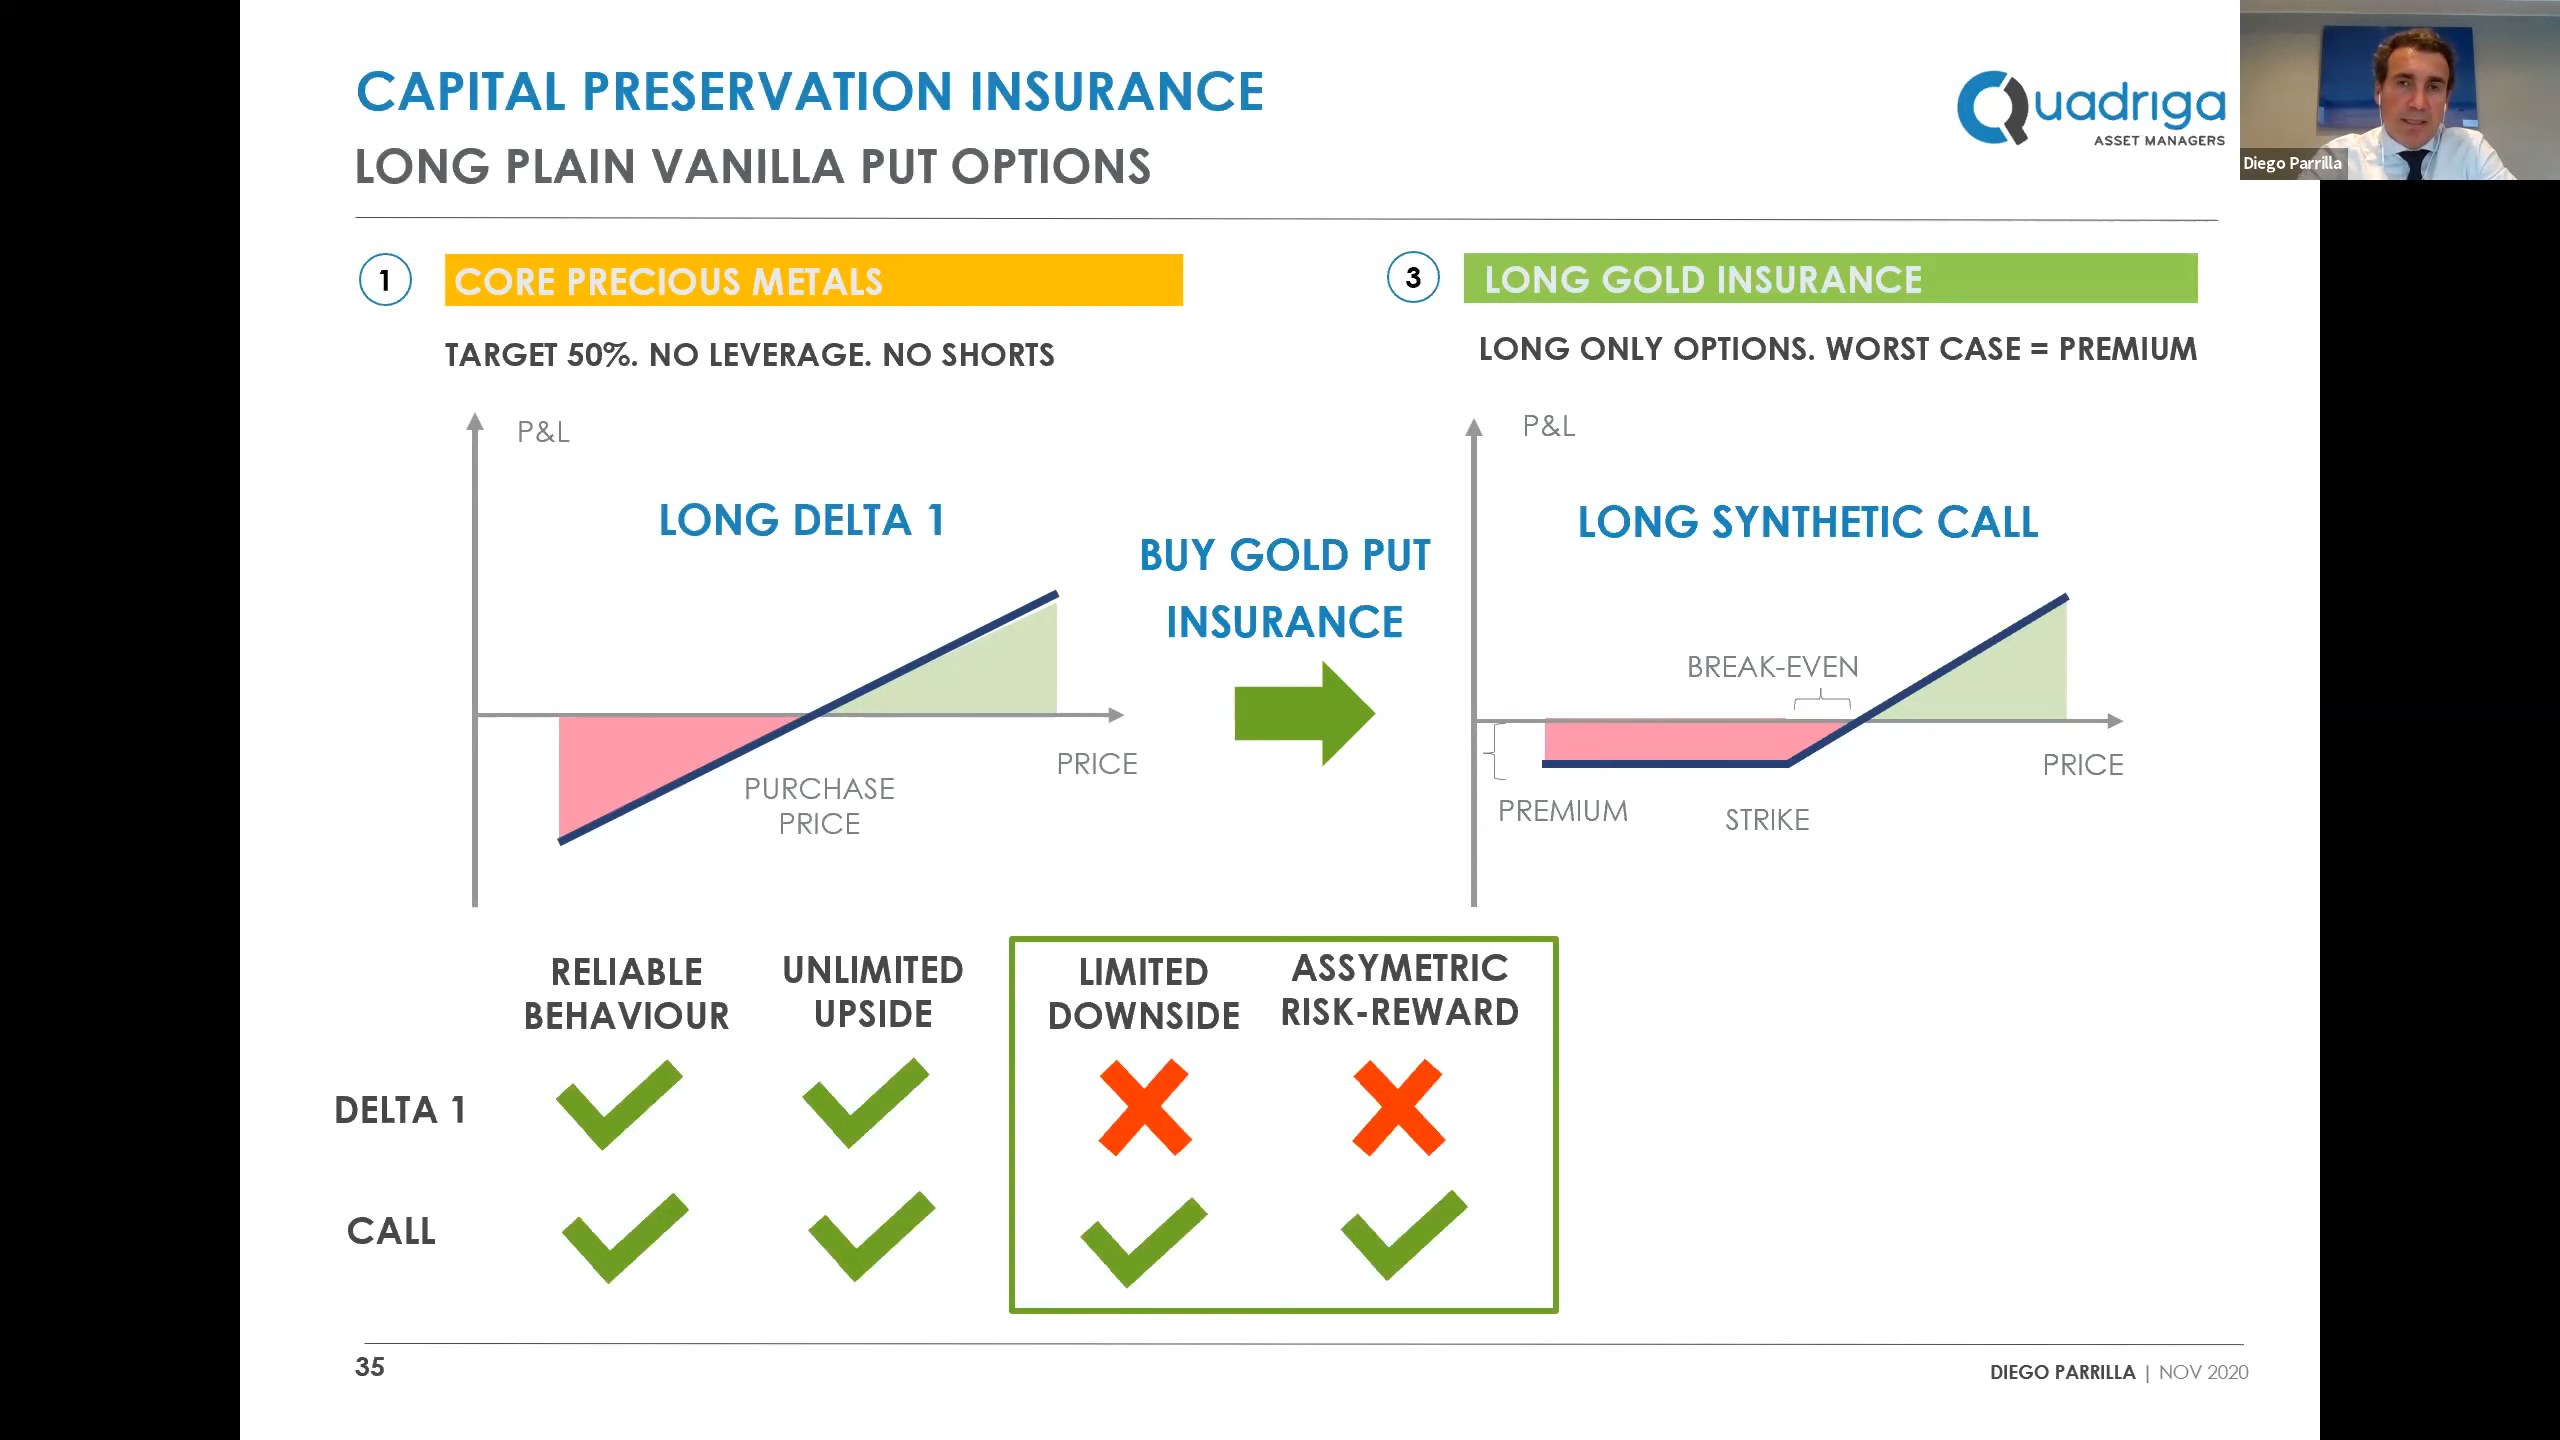 CAPITAL PRESERVATION INSURANCE
LONG PLAIN VANILLA PUT OPTIONS
Quadriga
ASSET MANAGERS
Diego Parrilla
1
CORE PRECIOUS METALS
TARGET 50%. NO LEVERAGE. NO SHORTS
P&L
LONG DELTA 1
PURCHASE
PRICE
PRICE
BUY GOLD PUT
INSURANCE
3
LONG GOLD INSURANCE
LONG ONLY OPTIONS. WORST CASE = PREMIUM
P&L
LONG SYNTHETIC CALL
BREAK-EVEN
PRICE
PREMIUM
STRIKE
RELIABLE
BEHAVIOUR
UNLIMITED
UPSIDE
LIMITED
DOWNSIDE
ASSYMETRIC
RISK-REWARD
DELTA 1
CALL
35
DIEGO PARRILLA | NOV 2020